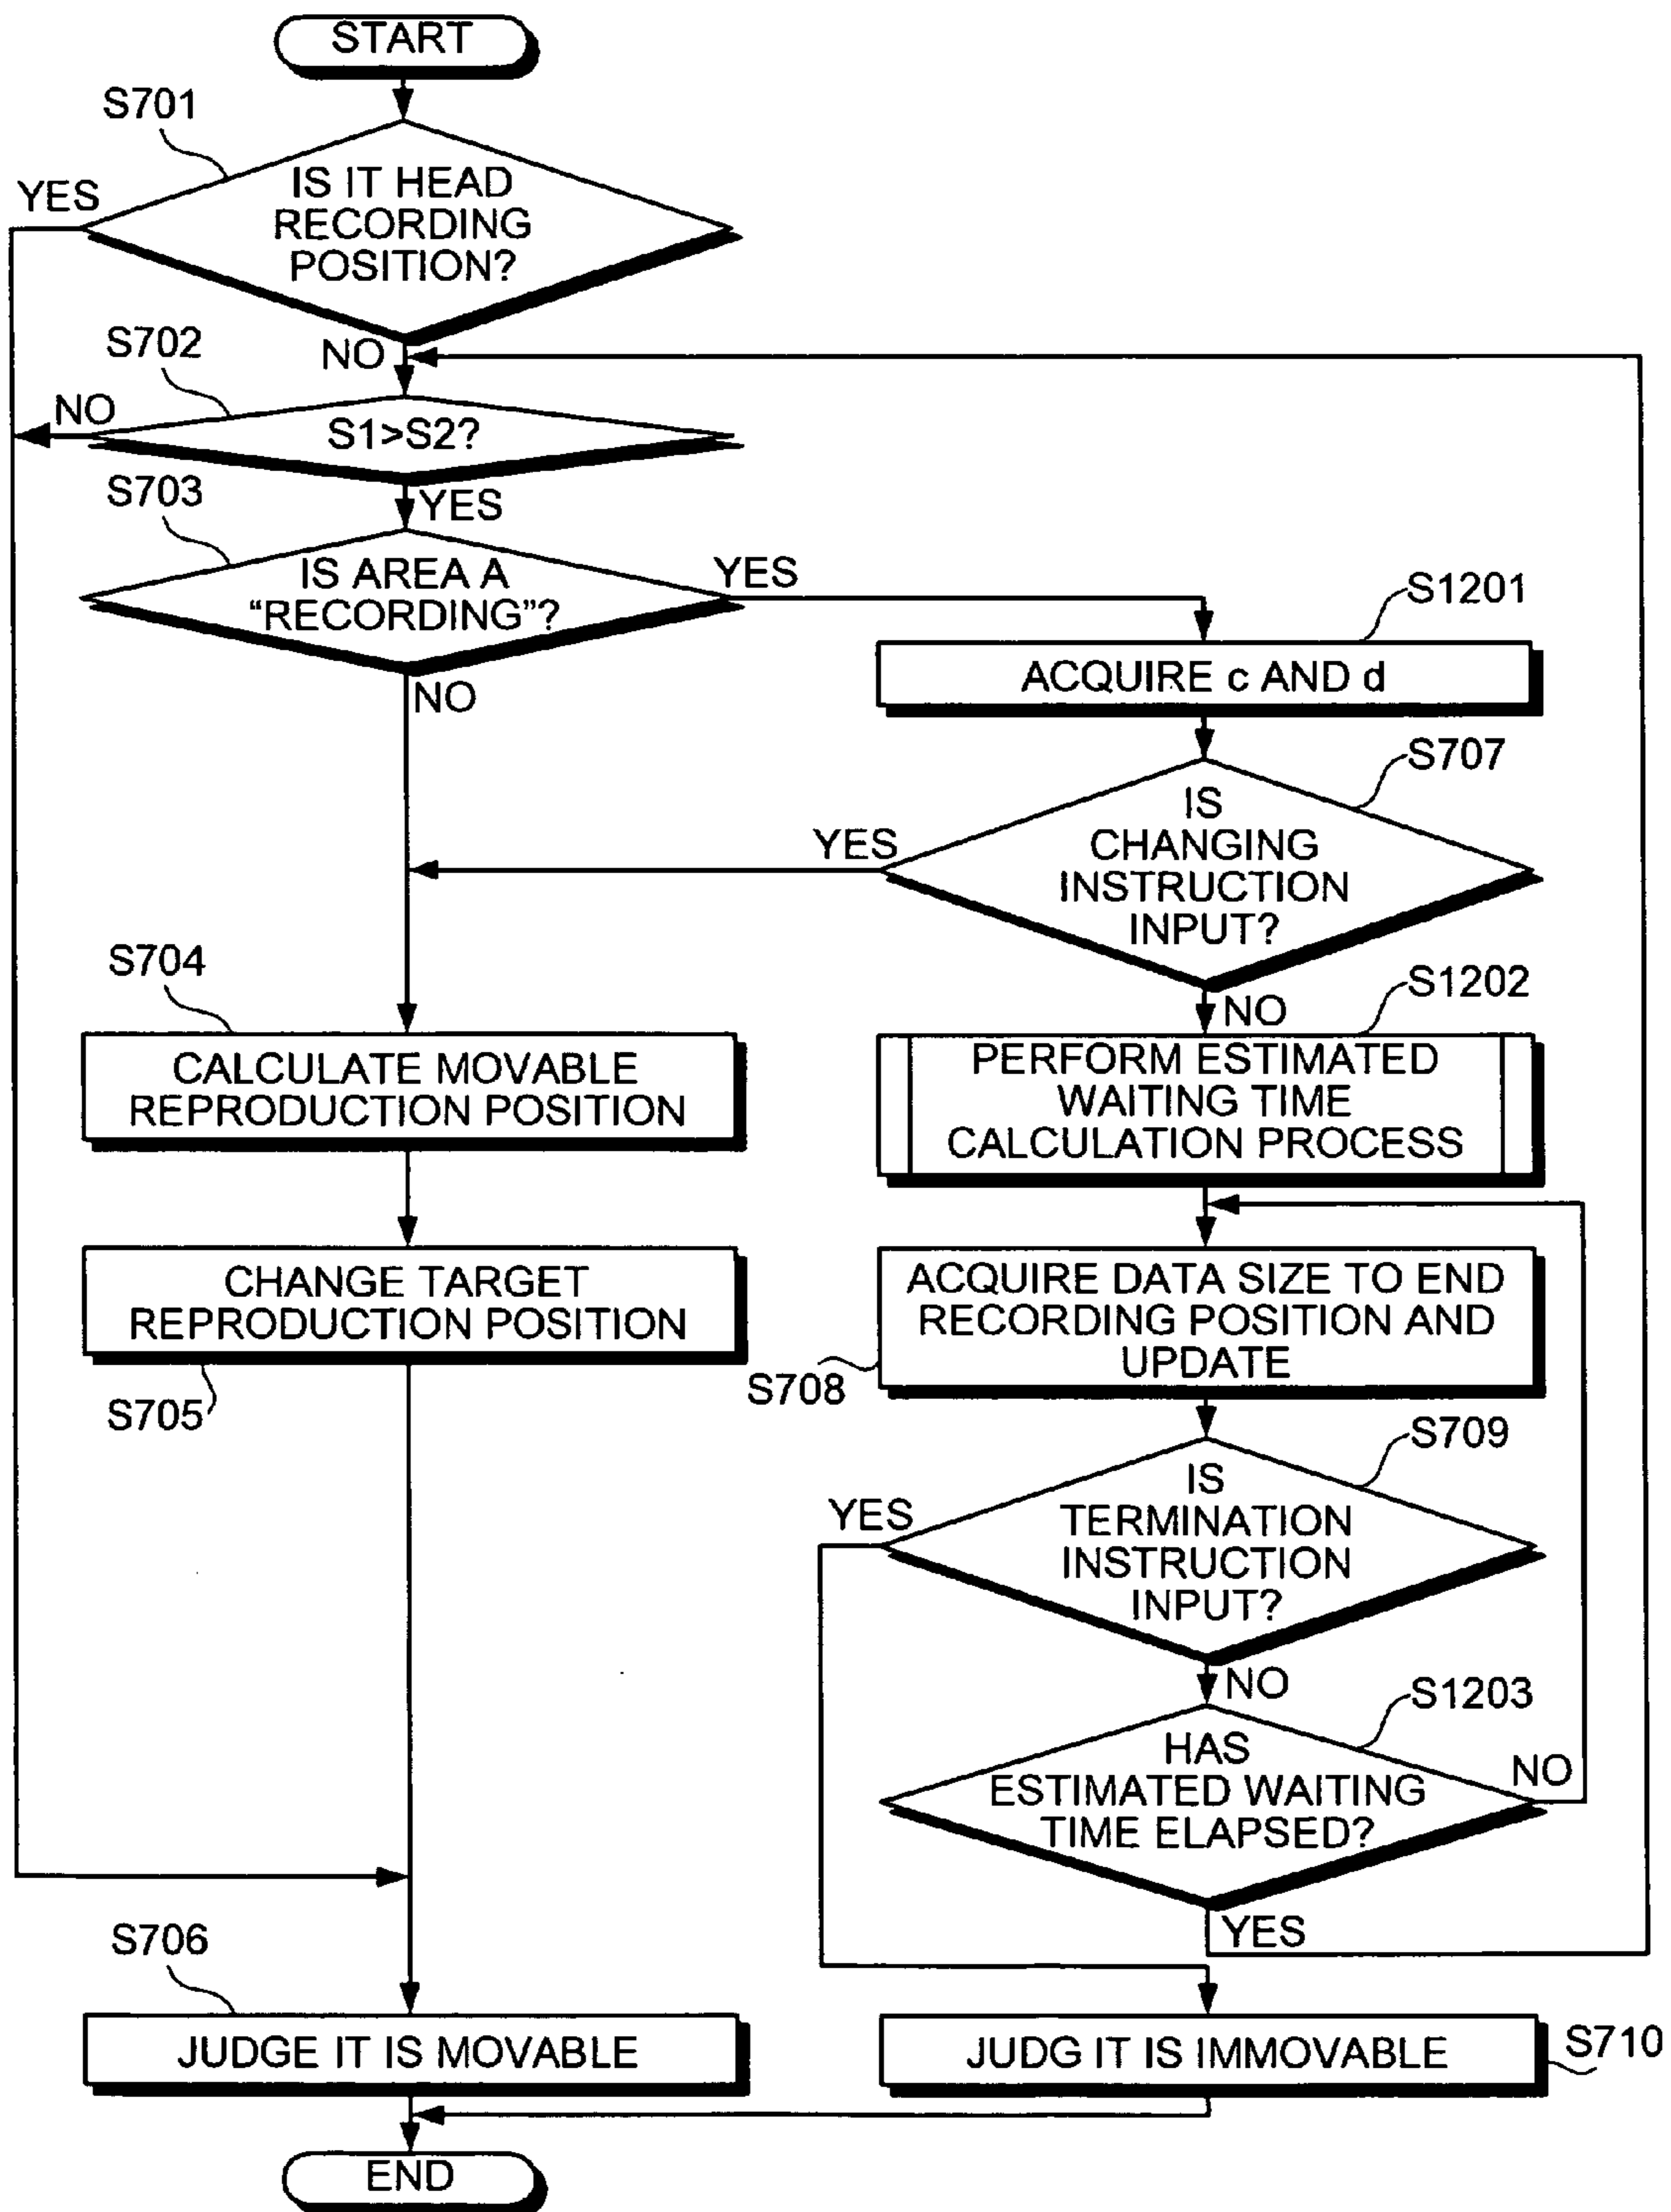 START
S701
IS IT HEAD
RECORDING
POSITION?
YES
NO
S702
S1>S2?
NO
YES
S703
IS AREA A
“RECORDING”?
YES
NO
S1201
ACQUIRE c AND d
S707
IS
CHANGING
INSTRUCTION
INPUT?
YES
NO
S704
CALCULATE MOVABLE
REPRODUCTION POSITION
S1202
PERFORM ESTIMATED
WAITING TIME
CALCULATION PROCESS
CHANGE TARGET
REPRODUCTION POSITION
S705
ACQUIRE DATA SIZE TO END
RECORDING POSITION AND
UPDATE
S708
S709
IS
TERMINATION
INSTRUCTION
INPUT?
YES
NO
S1203
HAS
ESTIMATED WAITING
TIME ELAPSED?
NO
YES
S706
JUDGE IT IS MOVABLE
JUDG IT IS IMMOVABLE
S710
END